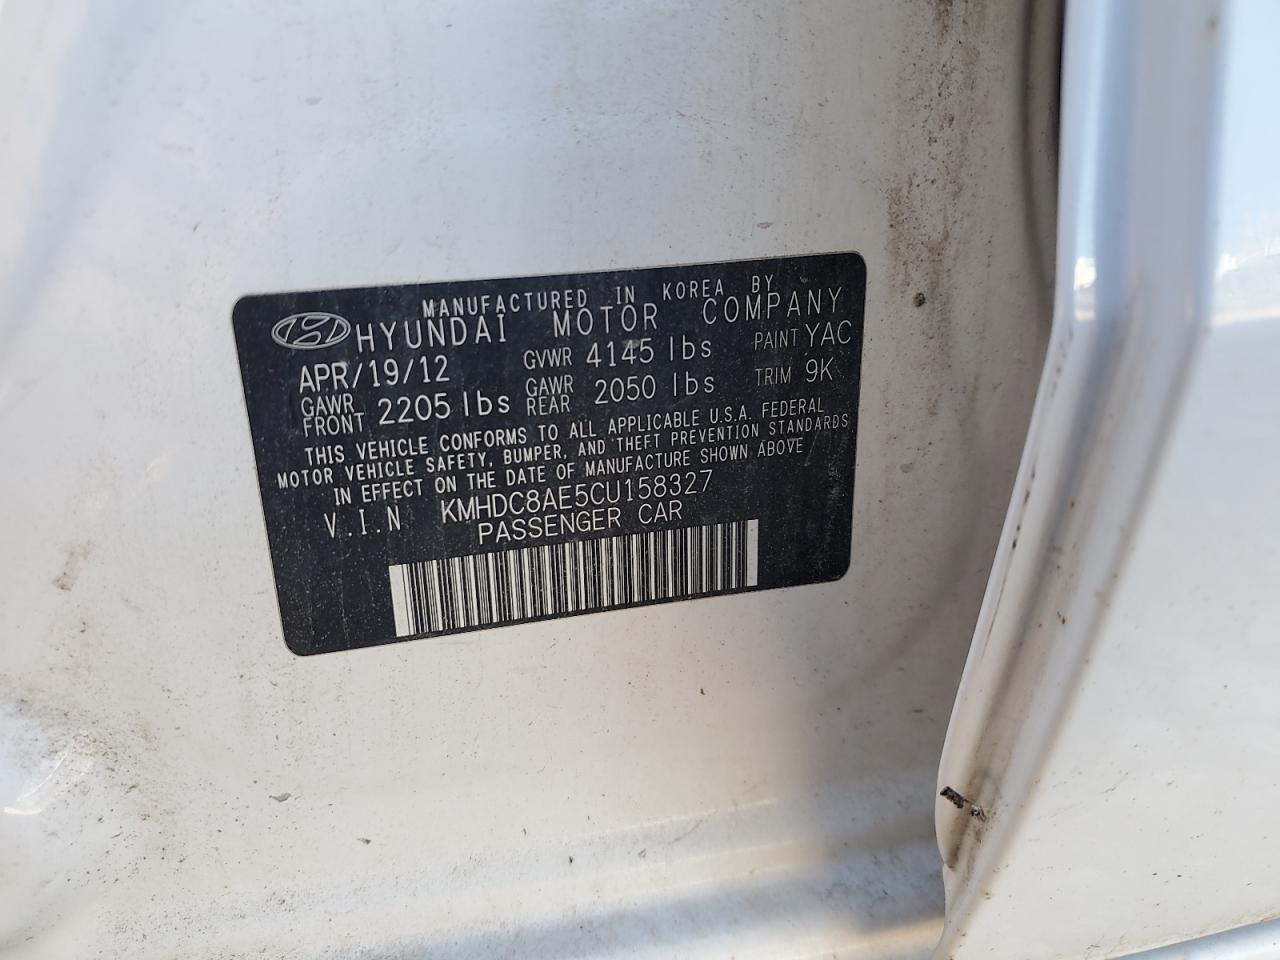 MANUFACTURED IN KOREA BY
HYUNDAI MOTOR COMPANY
APR/19/12 GVWR 4145 lbs PAINT YAC
GAWR FRONT 2205 lbs GAWR REAR 2050 lbs TRIM 9K
THIS VEHICLE CONFORMS TO ALL APPLICABLE U.S.A. FEDERAL
MOTOR VEHICLE SAFETY, BUMPER, AND THEFT PREVENTION STANDARDS
IN EFFECT ON THE DATE OF MANUFACTURE SHOWN ABOVE
V.I.N KMHDC8AE5CU158327
PASSENGER CAR